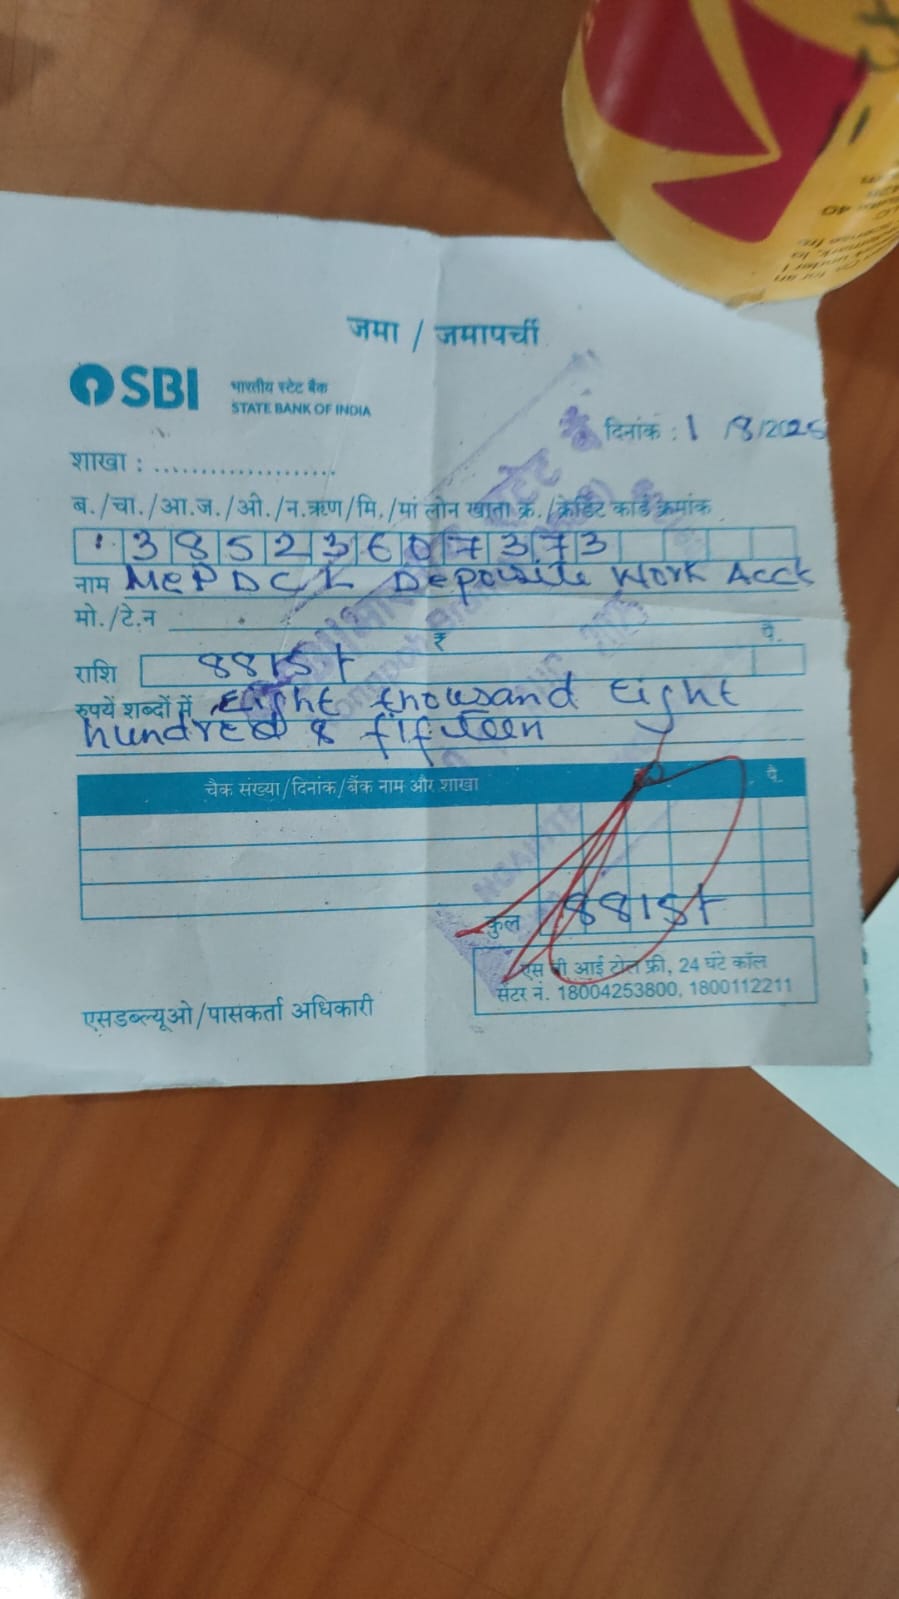 जमा / जमापर्ची
SBI भारतीय स्टेट बैंक
STATE BANK OF INDIA
दिनांक : 1 /8/2025
शाखा : ......................
ब./चा./आ.ज./ओ./न.ऋण/मि./मां लोन खाता क्र./क्रेडिट कार्ड क्रमांक
38523607373
नाम MePDCL Deposite Work Acct
मो./टे.न
₹ पै.
राशि 8815/-
रुपयें शब्दों में Eight thousand Eight
hundred & fifteen
चैक संख्या/दिनांक/बैंक नाम और शाखा पै.
कुल 8815/-
एस बी आई टोल फ्री, 24 घंटे कॉल
सेंटर नं. 18004253800, 1800112211
एसडब्ल्यूओ/पासकर्ता अधिकारी